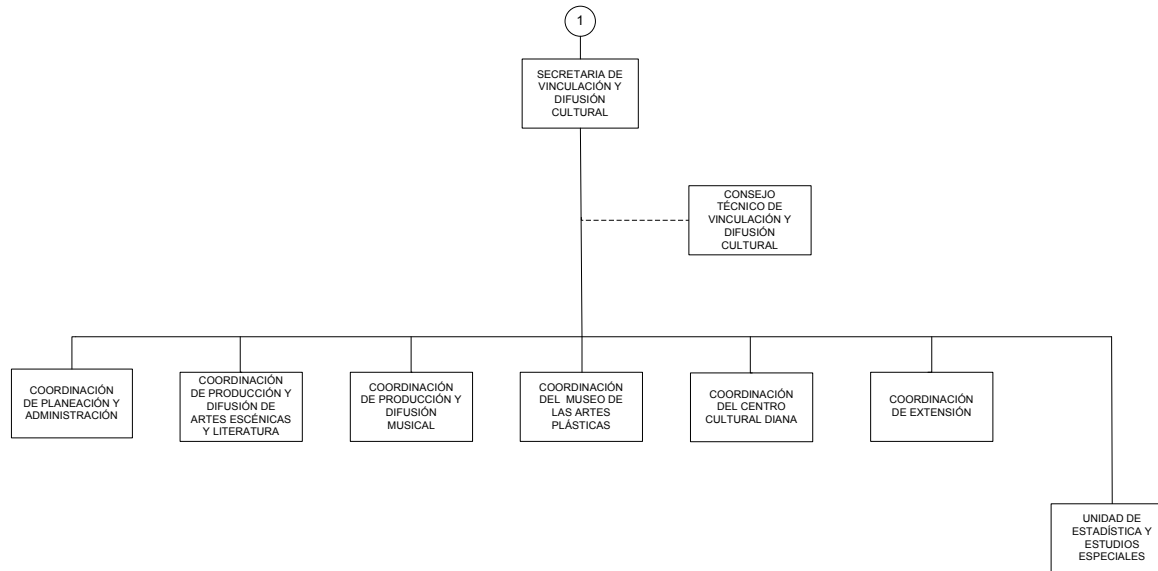 1
SECRETARIA DE
VINCULACIÓN Y
DIFUSIÓN
CULTURAL
CONSEJO
TÉCNICO DE
VINCULACIÓN Y
DIFUSIÓN
CULTURAL
COORDINACIÓN
DE PLANEACIÓN Y
ADMINISTRACIÓN
COORDINACIÓN
DE PRODUCCIÓN Y
DIFUSIÓN DE
ARTES ESCÉNICAS
Y LITERATURA
COORDINACIÓN
DE PRODUCCIÓN Y
DIFUSIÓN
MUSICAL
COORDINACIÓN
DEL MUSEO DE
LAS ARTES
PLÁSTICAS
COORDINACIÓN
DEL CENTRO
CULTURAL DIANA
COORDINACIÓN
DE EXTENSIÓN
UNIDAD DE
ESTADÍSTICA Y
ESTUDIOS
ESPECIALES